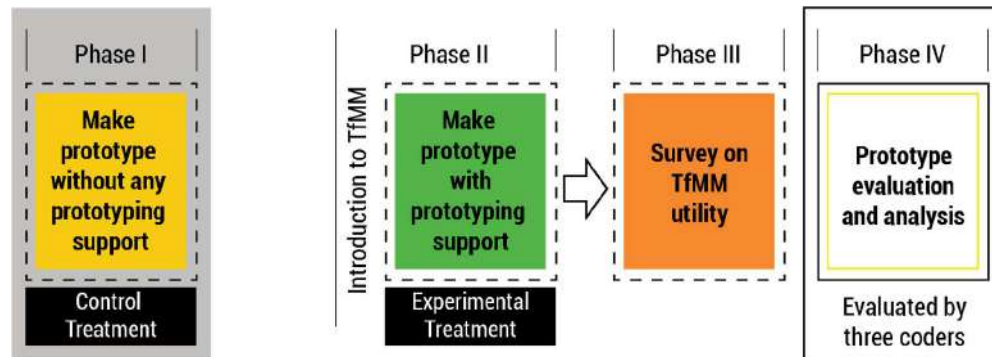 Phase I
Make
prototype
without any
prototyping
support
Control
Treatment
Introduction to TfMM
Phase II
Make
prototype
with
prototyping
support
Experimental
Treatment
Phase III
Survey on
TfMM
utility
Phase IV
Prototype
evaluation
and analysis
Evaluated by
three coders